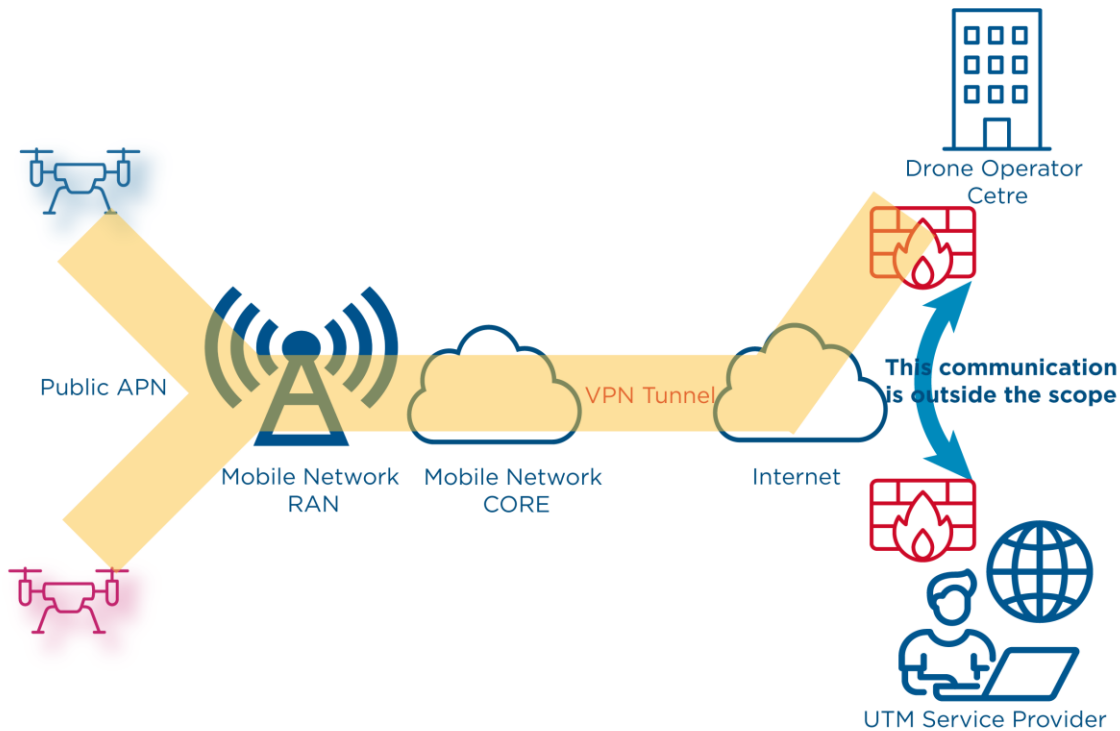 Drone Operator
Cetre
Public APN
VPN Tunnel
This communication
is outside the scope
Mobile Network
RAN
Mobile Network
CORE
Internet
UTM Service Provider